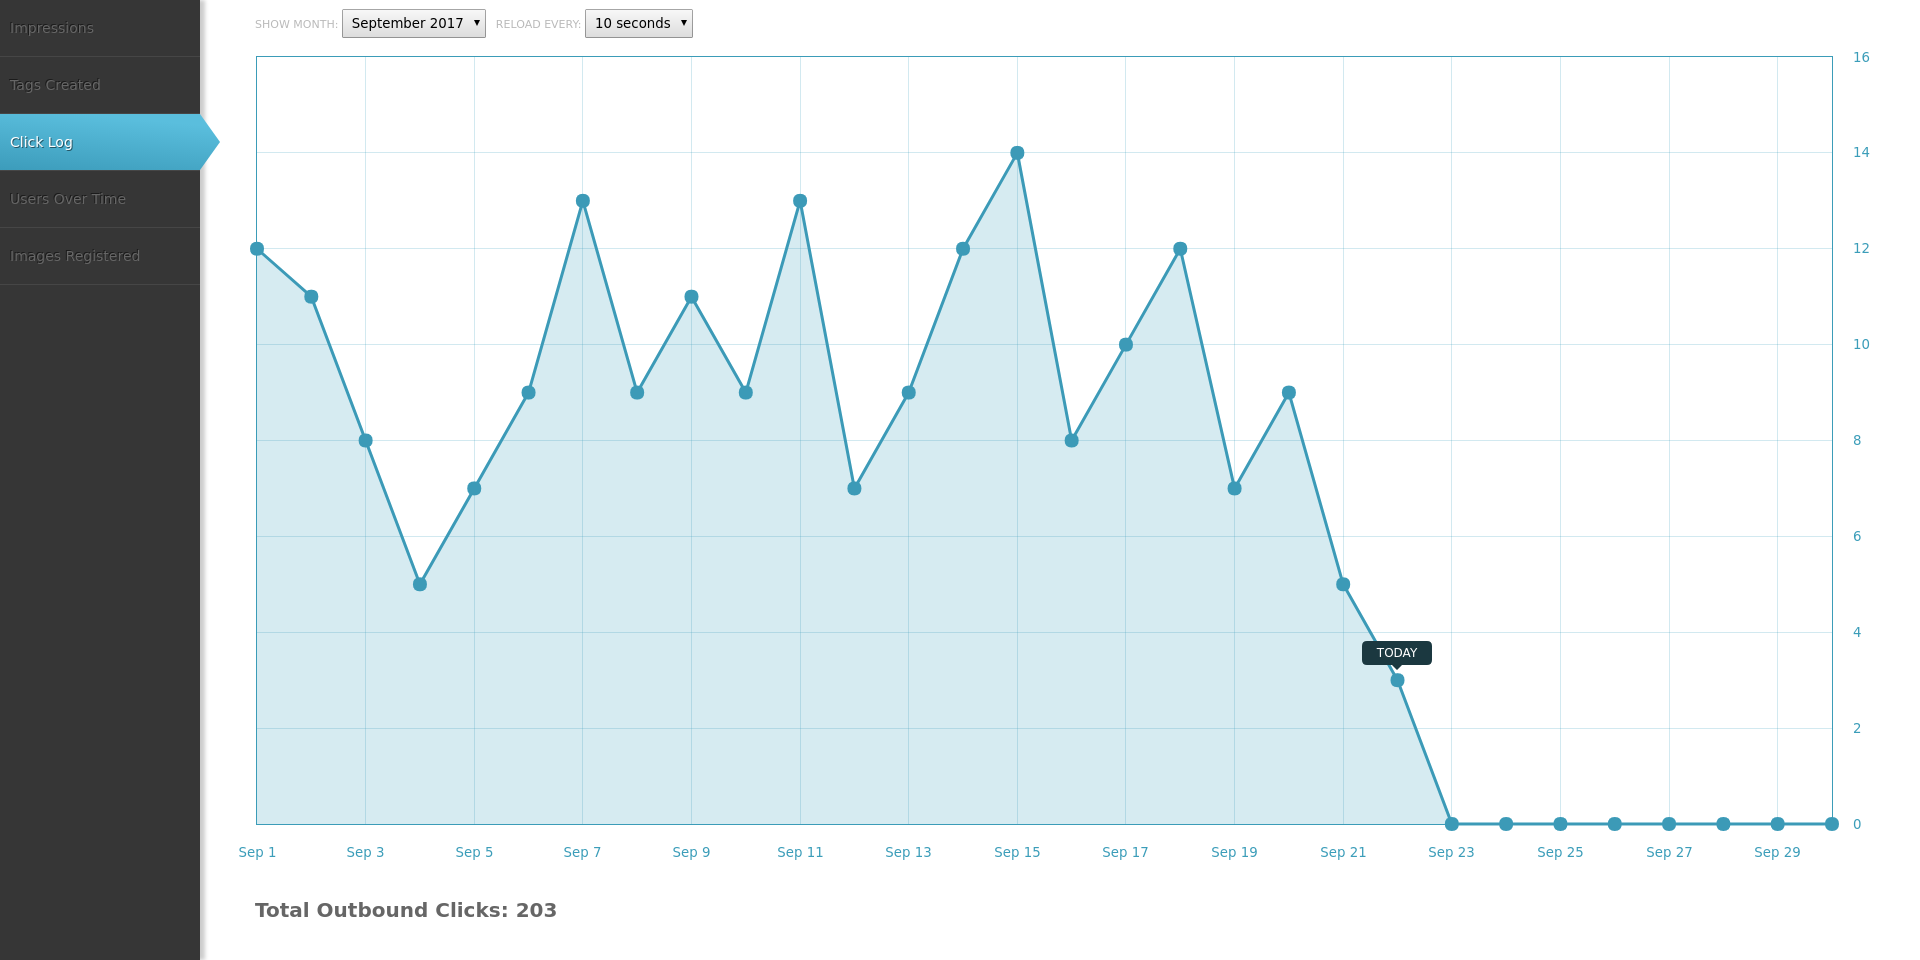 Impressions
Tags Created
Click Log
Users Over Time
Images Registered
SHOW MONTH: September 2017 RELOAD EVERY: 10 seconds
16
14
12
10
8
6
4
2
0
TODAY
Sep 1 Sep 3 Sep 5 Sep 7 Sep 9 Sep 11 Sep 13 Sep 15 Sep 17 Sep 19 Sep 21 Sep 23 Sep 25 Sep 27 Sep 29
Total Outbound Clicks: 203